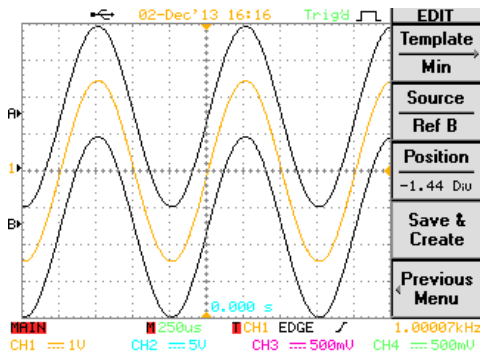 02-Dec'13 16:16 Trig'd EDIT
Template
Min
Source
Ref B
Position
-1.44 Div
Save &
Create
Previous
Menu
A
1
B
0.000 s
MAIN M 250us T CH1 EDGE 1.00007kHz
CH1 1V CH2 5V CH3 500mV CH4 500mV